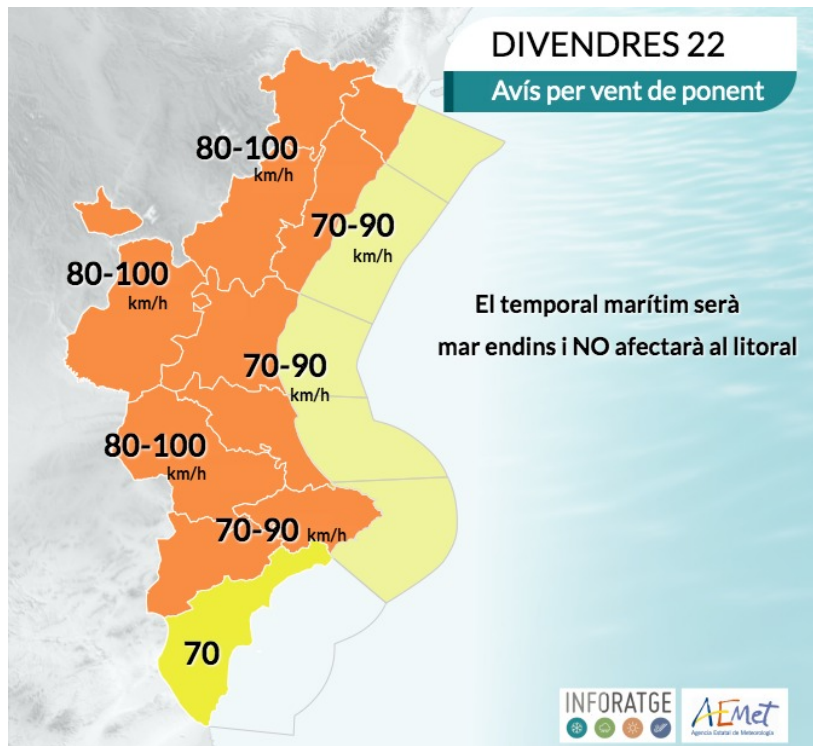 DIVENDRES 22
Avís per vent de ponent
80-100
km/h
70-90
km/h
80-100
km/h
El temporal marítim serà
mar endins i NO afectarà al litoral
70-90
km/h
80-100
km/h
70-90 km/h
70
INFORATGE
AEMet
Agencia Estatal de Meteorología